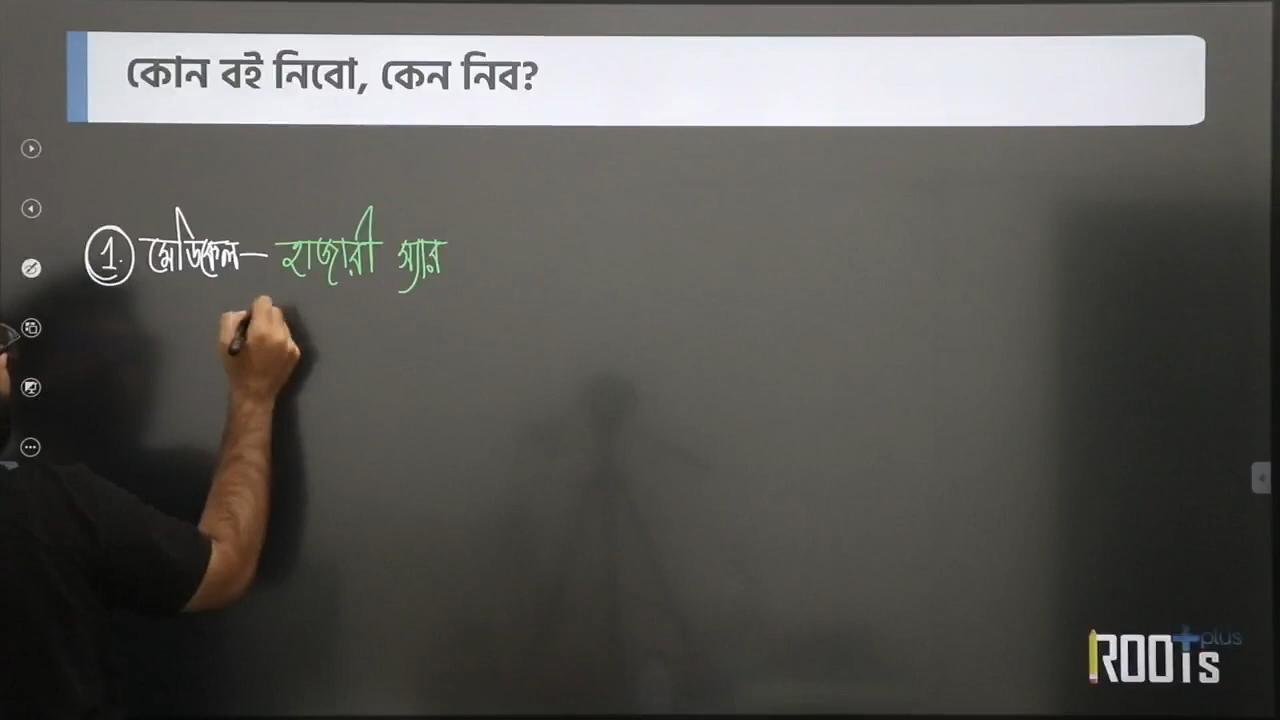 কোন বই নিবো, কেন নিব?
1. মেডিকেল— হাজারী স্যার
ROOTs plus